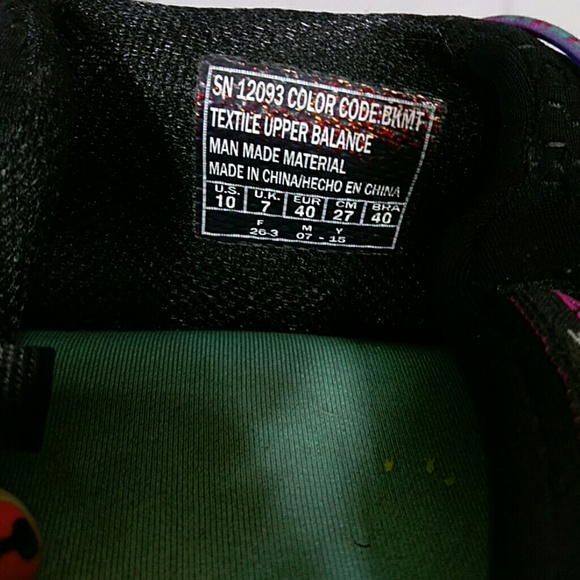 SN 12093 COLOR CODE:BKMT
TEXTILE UPPER BALANCE
MAN MADE MATERIAL
MADE IN CHINA/HECHO EN CHINA
U.S. U.K. EUR CM BRA
10 7 40 27 40
F M Y
26-3 07 - 15